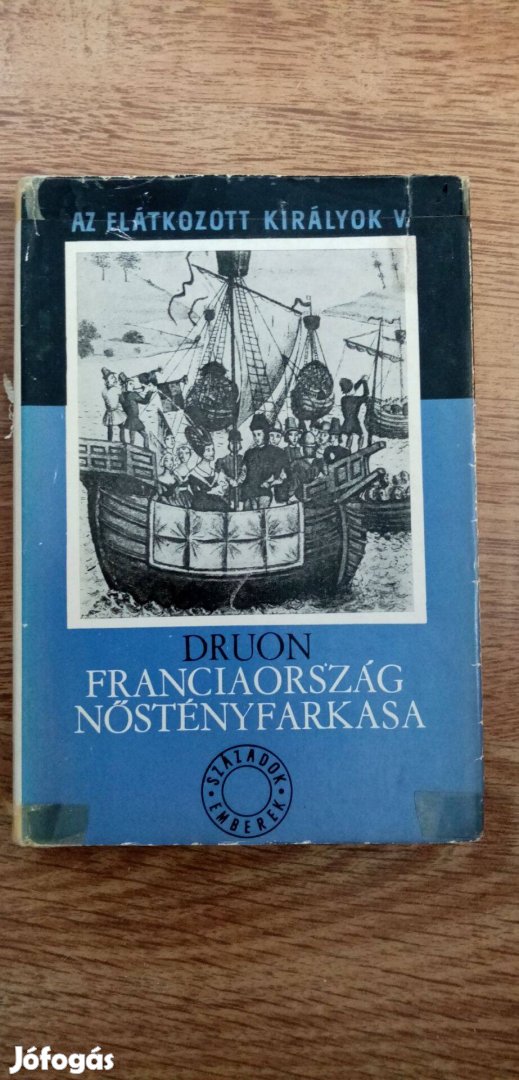 AZ ELÁTKOZOTT KIRÁLYOK V.
DRUON
FRANCIAORSZÁG
NŐSTÉNYFARKASA
• SZÁZADOK •
EMBEREK
Jófogás